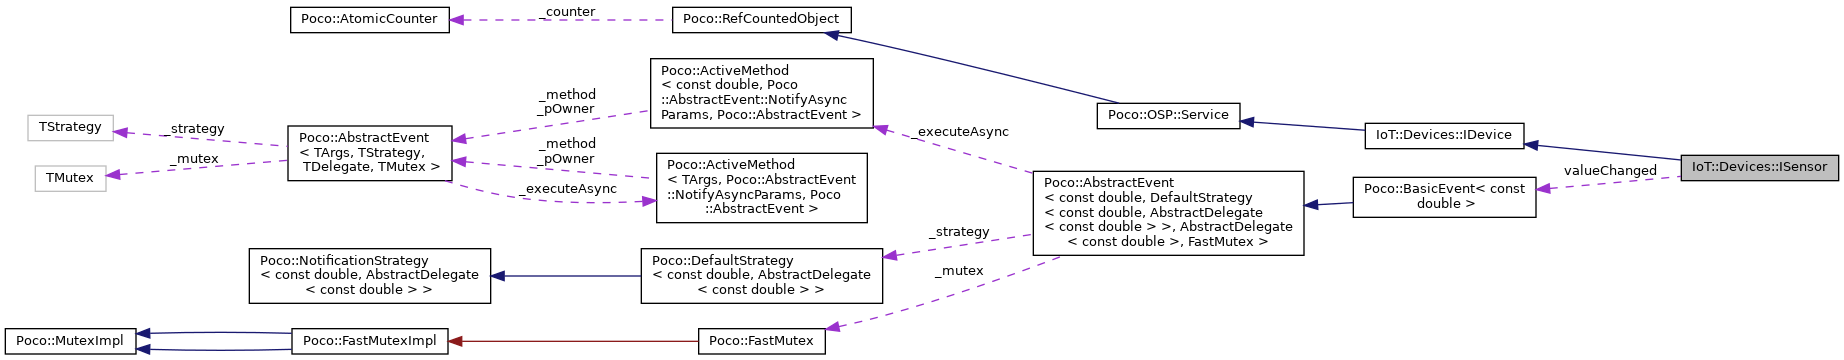 Poco::AtomicCounter
_counter
Poco::RefCountedObject
Poco::ActiveMethod
< const double, Poco
::AbstractEvent::NotifyAsync
Params, Poco::AbstractEvent >
_method
_pOwner
TStrategy
_strategy
Poco::AbstractEvent
< TArgs, TStrategy,
TDelegate, TMutex >
_method
_pOwner
_mutex
TMutex
_executeAsync
Poco::ActiveMethod
< TArgs, Poco::AbstractEvent
::NotifyAsyncParams, Poco
::AbstractEvent >
_executeAsync
Poco::OSP::Service
IoT::Devices::IDevice
IoT::Devices::ISensor
valueChanged
Poco::BasicEvent< const
double >
Poco::AbstractEvent
< const double, DefaultStrategy
< const double, AbstractDelegate
< const double > >, AbstractDelegate
< const double >, FastMutex >
_strategy
_mutex
Poco::NotificationStrategy
< const double, AbstractDelegate
< const double > >
Poco::DefaultStrategy
< const double, AbstractDelegate
< const double > >
Poco::MutexImpl
Poco::FastMutexImpl
Poco::FastMutex